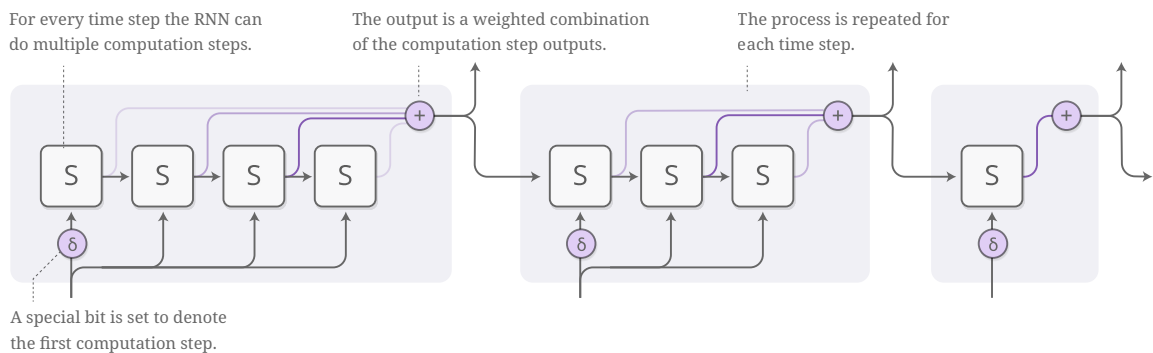 For every time step the RNN can
do multiple computation steps.
The output is a weighted combination
of the computation step outputs.
The process is repeated for
each time step.
+
+
+
S
S
S
S
S
S
S
S
δ
δ
δ
A special bit is set to denote
the first computation step.